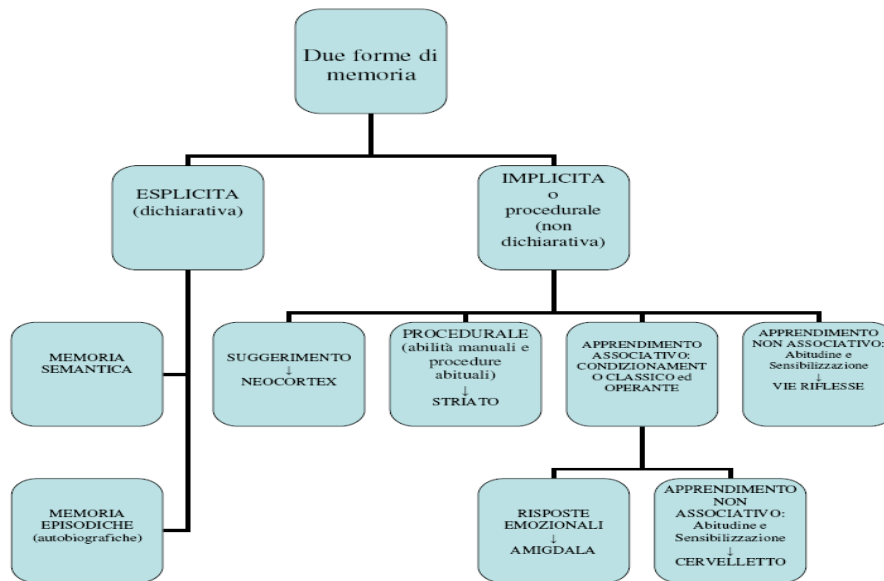 Due forme di
memoria
ESPLICITA
(dichiarativa)
IMPLICITA
o
procedurale
(non
dichiarativa)
MEMORIA
SEMANTICA
SUGGERIMENTO
↓
NEOCORTEX
PROCEDURALE
(abilità manuali e
procedure
abituali)
↓
STRIATO
APPRENDIMENTO
ASSOCIATIVO:
CONDIZIONAMENT
O CLASSICO ed
OPERANTE
APPRENDIMENTO
NON ASSOCIATIVO:
Abitudine e
Sensibilizzazione
↓
VIE RIFLESSE
MEMORIA
EPISODICHE
(autobiografiche)
RISPOSTE
EMOZIONALI
↓
AMIGDALA
APPRENDIMENTO
NON
ASSOCIATIVO:
Abitudine e
Sensibilizzazione
↓
CERVELLETTO